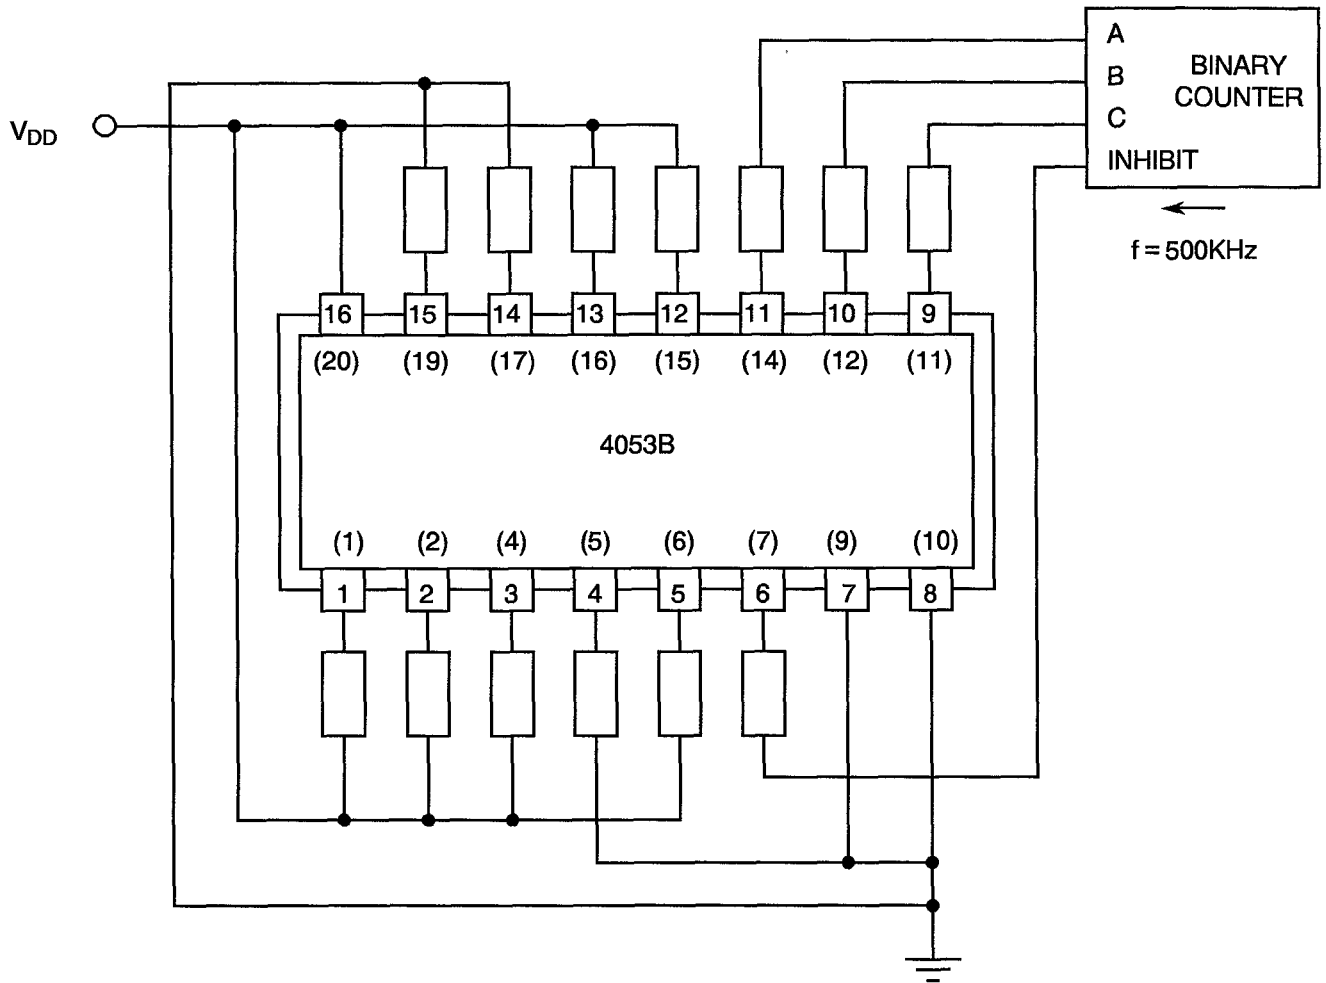 A
BINARY
COUNTER
B
C
INHIBIT
VDD
f = 500KHz
16 15 14 13 12 11 10 9
(20) (19) (17) (16) (15) (14) (12) (11)
4053B
(1) (2) (4) (5) (6) (7) (9) (10)
1 2 3 4 5 6 7 8